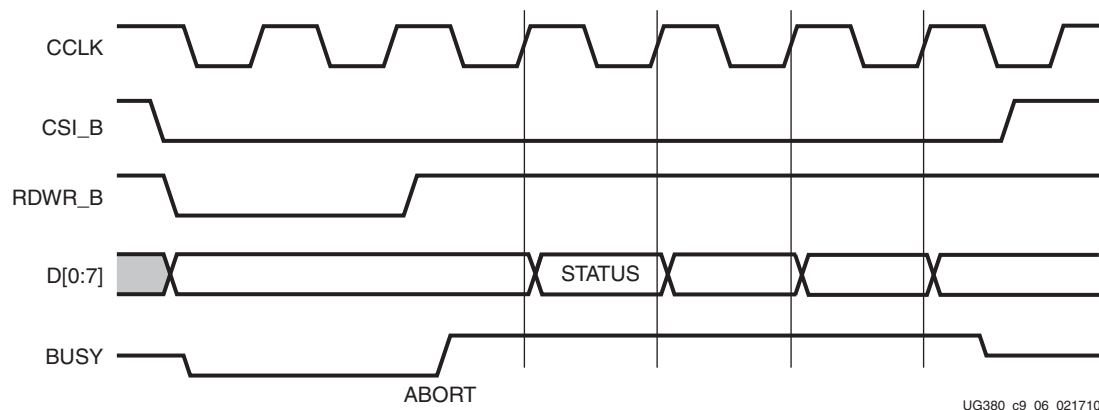 CCLK
CSI_B
RDWR_B
D[0:7]
STATUS
BUSY
ABORT
UG380_c9_06_021710